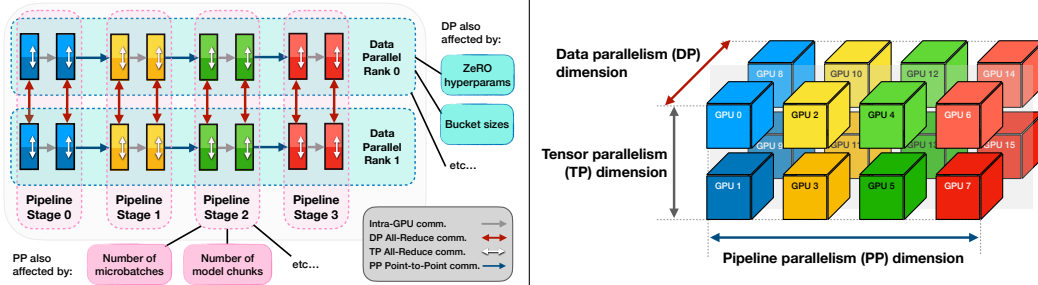 Data
Parallel
Rank 0
Data
Parallel
Rank 1
DP also
affected by:
ZeRO
hyperparams
Bucket sizes
etc...
Pipeline
Stage 0
Pipeline
Stage 1
Pipeline
Stage 2
Pipeline
Stage 3
PP also
affected by:
Number of
microbatches
Number of
model chunks
etc...
Intra-GPU comm.
DP All-Reduce comm.
TP All-Reduce comm.
PP Point-to-Point comm.
Data parallelism (DP)
dimension
Tensor parallelism
(TP) dimension
GPU 8
GPU 10
GPU 12
GPU 14
GPU 0
GPU 2
GPU 4
GPU 6
GPU 9
GPU 11
GPU 13
GPU 15
GPU 1
GPU 3
GPU 5
GPU 7
Pipeline parallelism (PP) dimension